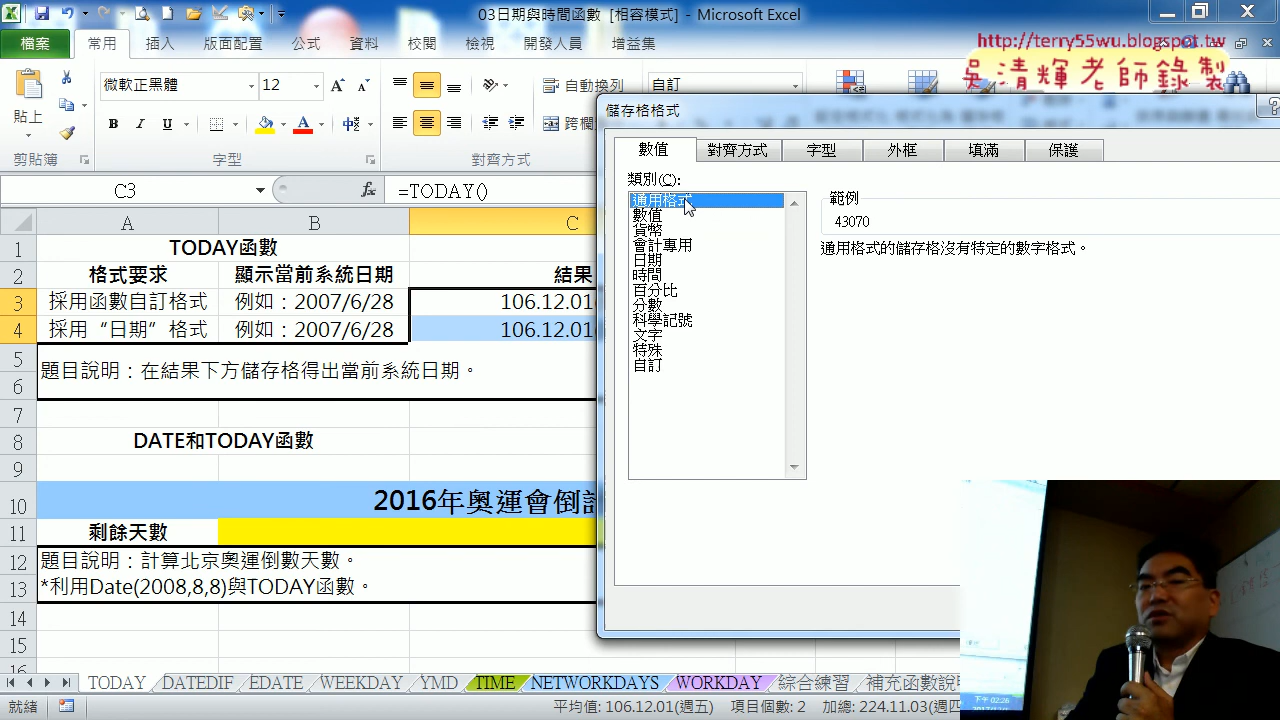 03日期與時間函數 [相容模式] - Microsoft Excel
檔案 常用 插入 版面配置 公式 資料 校閱 檢視 開發人員 增益集
http://terry55wu.blogspot.tw
吳清輝老師錄製
微軟正黑體 12 自動換列 自訂
貼上 B I U 跨欄
剪貼簿 字型 對齊方式
C3 fx =TODAY()
A B C
1 TODAY函數
2 格式要求 顯示當前系統日期 結果
3 採用函數自訂格式 例如：2007/6/28 106.12.01
4 採用“日期”格式 例如：2007/6/28 106.12.01
5 題目說明：在結果下方儲存格得出當前系統日期。
6
7
8 DATE和TODAY函數
9
10 2016年奧運會倒
11 剩餘天數
12 題目說明：計算北京奧運倒數天數。
13 *利用Date(2008,8,8)與TODAY函數。
14
15
16
儲存格格式
數值 對齊方式 字型 外框 填滿 保護
類別(C):
通用格式
數值
貨幣
會計專用
日期
時間
百分比
分數
科學記號
文字
特殊
自訂
範例
43070
通用格式的儲存格沒有特定的數字格式。
TODAY DATEDIF EDATE WEEKDAY YMD TIME NETWORKDAYS WORKDAY 綜合練習 補充函數說
就緒 均值: 106.12.01(週五) 項目個數: 2 加總: 224.11.03(週四
下午 02:26